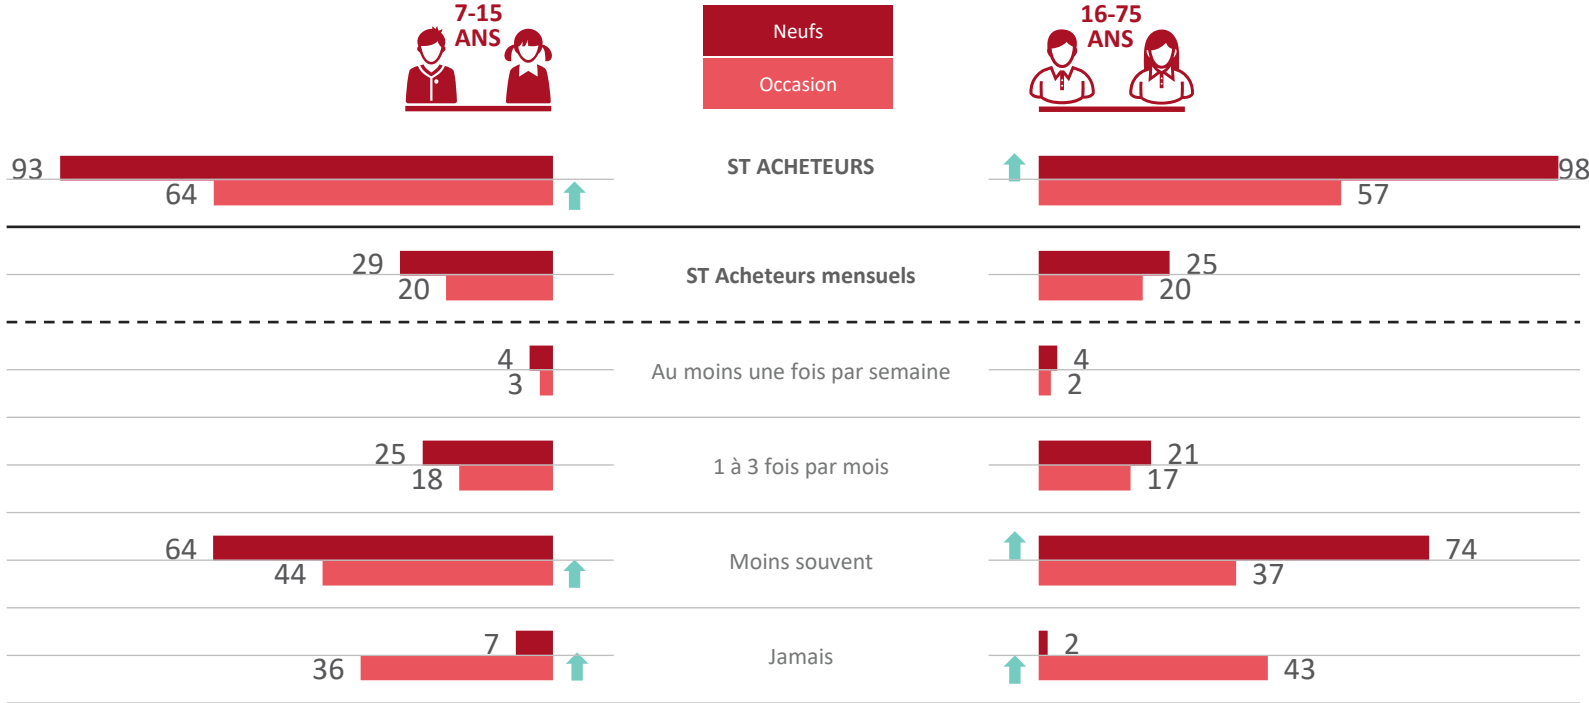 7-15
ANS
Neufs
Occasion
16-75
ANS
93
64
ST ACHETEURS
98
57
29
20
ST Acheteurs mensuels
25
20
4
3
Au moins une fois par semaine
4
2
25
18
1 à 3 fois par mois
21
17
64
44
Moins souvent
74
37
7
36
Jamais
2
43